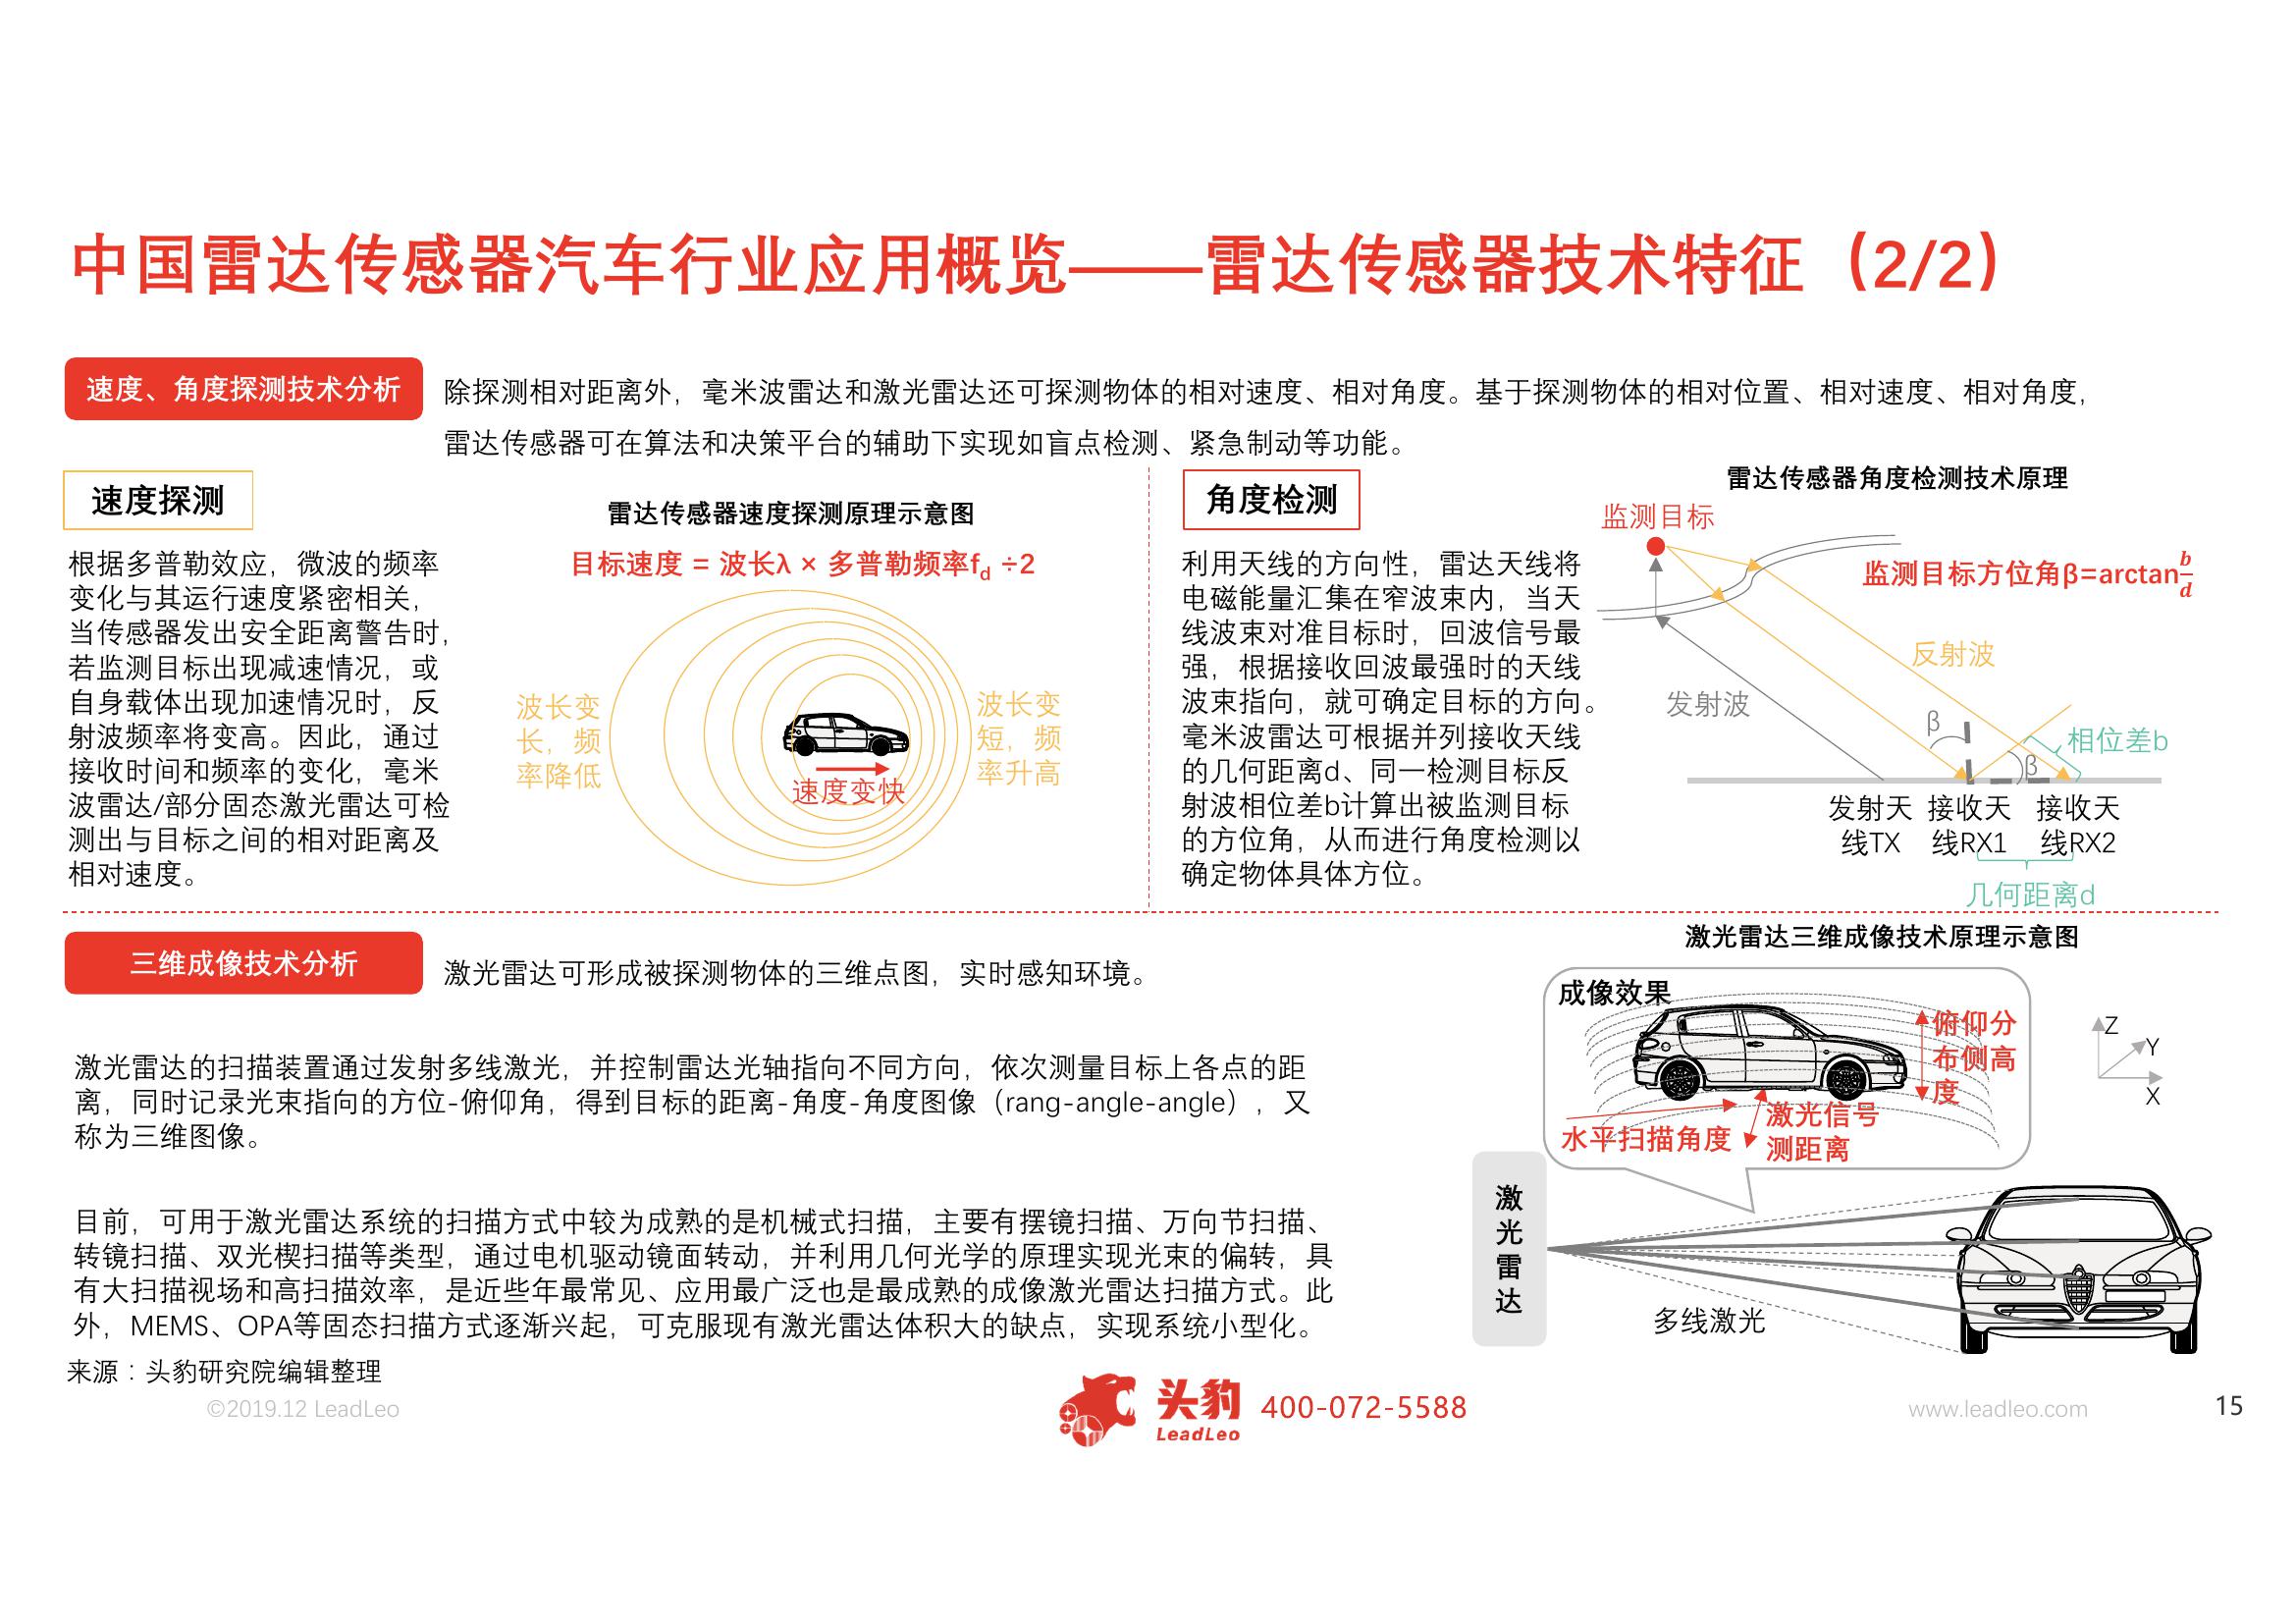 中国雷达传感器汽车行业应用概览——雷达传感器技术特征（2/2）
速度、角度探测技术分析
除探测相对距离外，毫米波雷达和激光雷达还可探测物体的相对速度、相对角度。基于探测物体的相对位置、相对速度、相对角度，
雷达传感器可在算法和决策平台的辅助下实现如盲点检测、紧急制动等功能。
速度探测
根据多普勒效应，微波的频率
变化与其运行速度紧密相关，
当传感器发出安全距离警告时，
若监测目标出现减速情况，或
自身载体出现加速情况时，反
射波频率将变高。因此，通过
接收时间和频率的变化，毫米
波雷达/部分固态激光雷达可检
测出与目标之间的相对距离及
相对速度。
雷达传感器速度探测原理示意图
目标速度 = 波长λ × 多普勒频率fd ÷2
波长变
长，频
率降低
速度变快
波长变
短，频
率升高
角度检测
利用天线的方向性，雷达天线将
电磁能量汇集在窄波束内，当天
线波束对准目标时，回波信号最
强，根据接收回波最强时的天线
波束指向，就可确定目标的方向。
毫米波雷达可根据并列接收天线
的几何距离d、同一检测目标反
射波相位差b计算出被监测目标
的方位角，从而进行角度检测以
确定物体具体方位。
雷达传感器角度检测技术原理
监测目标
监测目标方位角β=arctan b/d
反射波
发射波
β
β
相位差b
发射天
线TX
接收天
线RX1
接收天
线RX2
几何距离d
三维成像技术分析
激光雷达可形成被探测物体的三维点图，实时感知环境。
激光雷达的扫描装置通过发射多线激光，并控制雷达光轴指向不同方向，依次测量目标上各点的距
离，同时记录光束指向的方位-俯仰角，得到目标的距离-角度-角度图像（rang-angle-angle），又
称为三维图像。
目前，可用于激光雷达系统的扫描方式中较为成熟的是机械式扫描，主要有摆镜扫描、万向节扫描、
转镜扫描、双光楔扫描等类型，通过电机驱动镜面转动，并利用几何光学的原理实现光束的偏转，具
有大扫描视场和高扫描效率，是近些年最常见、应用最广泛也是最成熟的成像激光雷达扫描方式。此
外，MEMS、OPA等固态扫描方式逐渐兴起，可克服现有激光雷达体积大的缺点，实现系统小型化。
激光雷达三维成像技术原理示意图
成像效果
俯仰分
布侧高
度
水平扫描角度
激光信号
测距离
Z
Y
X
激
光
雷
达
多线激光
来源：头豹研究院编辑整理
©2019.12 LeadLeo
头豹
LeadLeo
400-072-5588
www.leadleo.com
15